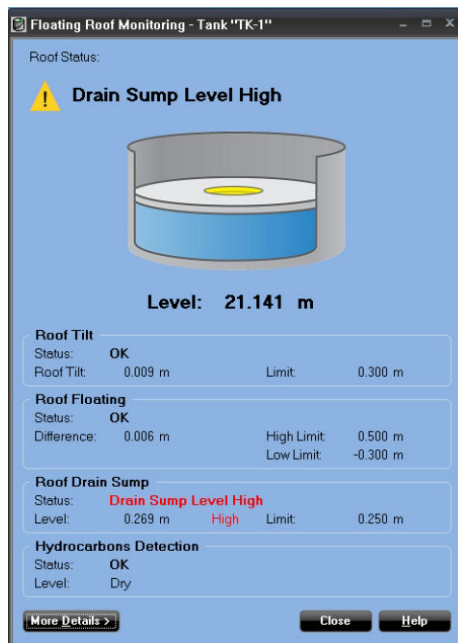 Floating Roof Monitoring - Tank "TK-1"
Roof Status:
Drain Sump Level High
Level: 21.141 m
Roof Tilt
Status: OK
Roof Tilt: 0.009 m Limit: 0.300 m
Roof Floating
Status: OK
Difference: 0.006 m High Limit: 0.500 m
Low Limit: -0.300 m
Roof Drain Sump
Status: Drain Sump Level High
Level: 0.269 m High Limit: 0.250 m
Hydrocarbons Detection
Status: OK
Level: Dry
More Details > Close Help